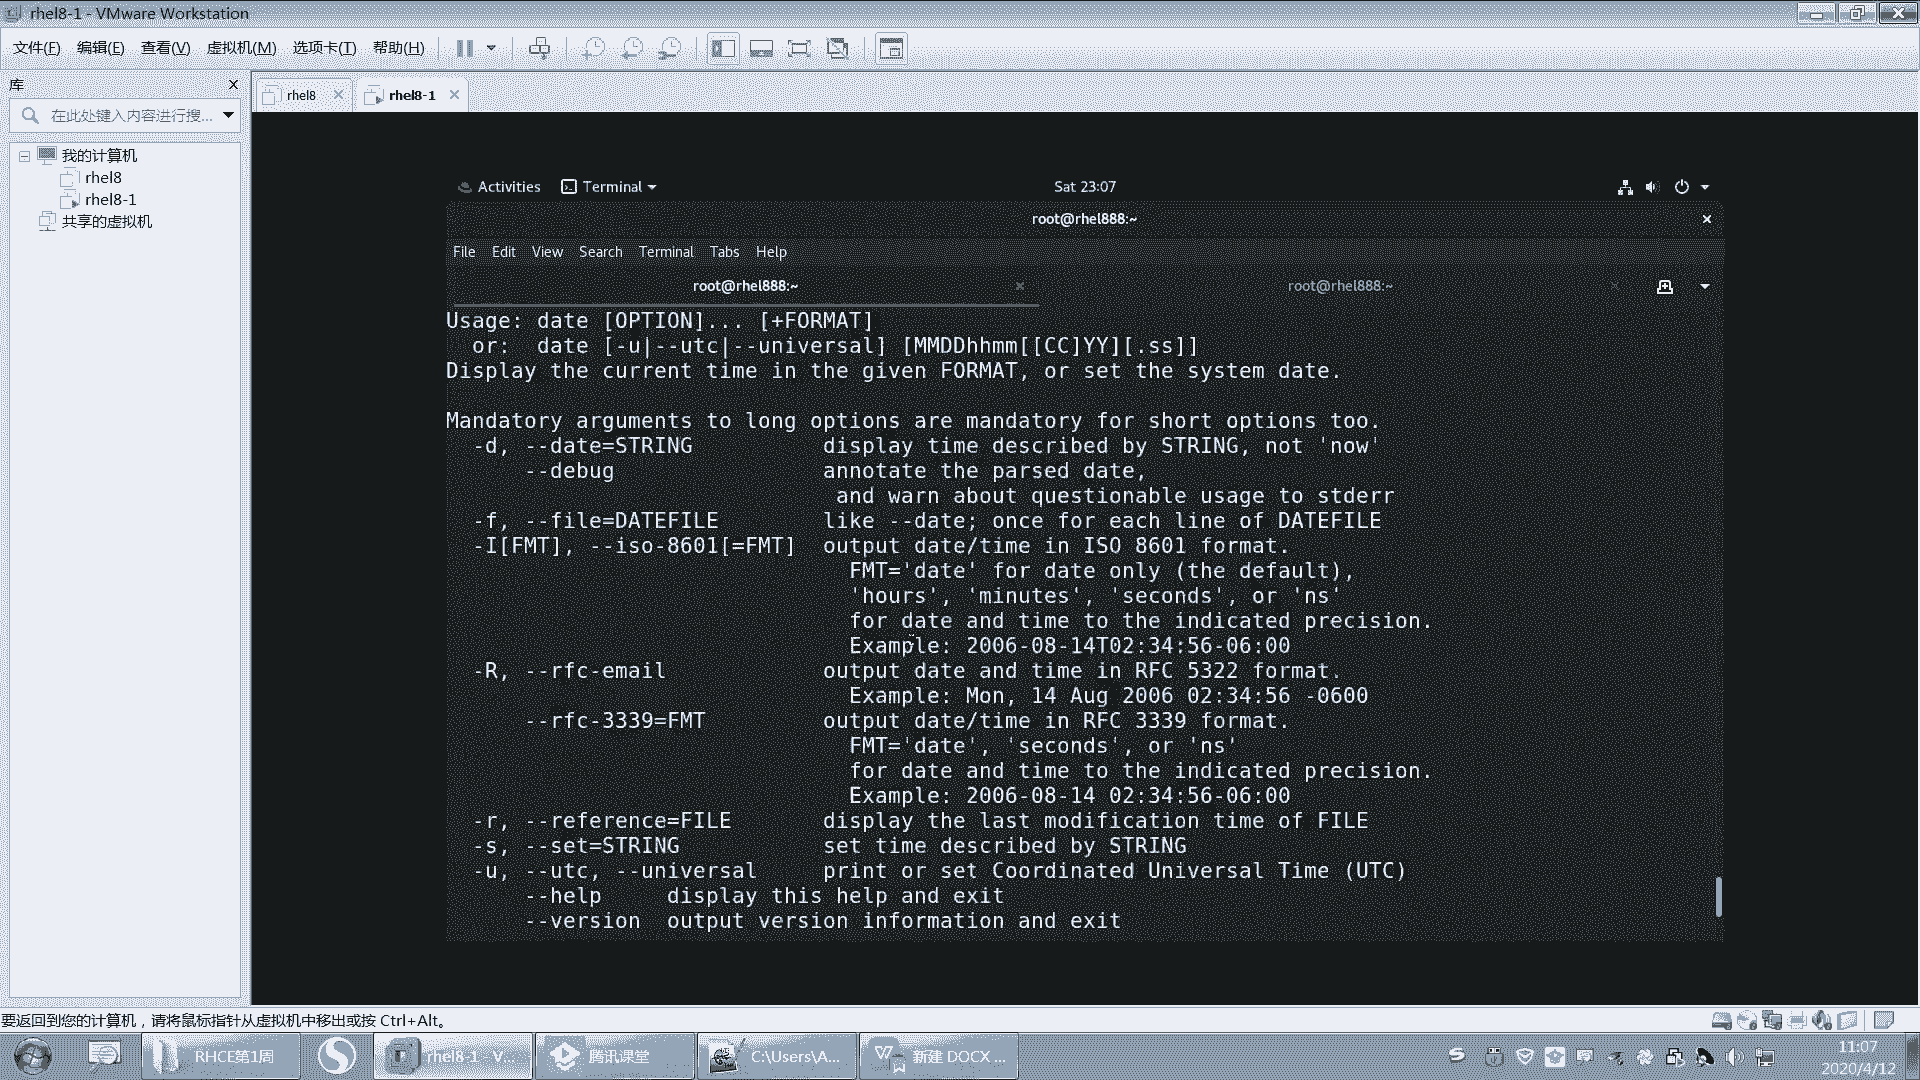 rhel8-1 - VMware Workstation
文件(F) 编辑(E) 查看(V) 虚拟机(M) 选项卡(T) 帮助(H)
库
在此处键入内容进行搜...
我的计算机
rhel8
rhel8-1
共享的虚拟机
rhel8 rhel8-1
Activities Terminal Sat 23:07
root@rhel888:~
File Edit View Search Terminal Tabs Help
root@rhel888:~ root@rhel888:~
Usage: date [OPTION]... [+FORMAT]
or: date [-u|--utc|--universal] [MMDDhhmm[[CC]YY][.ss]]
Display the current time in the given FORMAT, or set the system date.
Mandatory arguments to long options are mandatory for short options too.
-d, --date=STRING display time described by STRING, not 'now'
--debug annotate the parsed date,
and warn about questionable usage to stderr
-f, --file=DATEFILE like --date; once for each line of DATEFILE
-I[FMT], --iso-8601[=FMT] output date/time in ISO 8601 format.
FMT='date' for date only (the default),
'hours', 'minutes', 'seconds', or 'ns'
for date and time to the indicated precision.
Example: 2006-08-14T02:34:56-06:00
-R, --rfc-email output date and time in RFC 5322 format.
Example: Mon, 14 Aug 2006 02:34:56 -0600
--rfc-3339=FMT output date/time in RFC 3339 format.
FMT='date', 'seconds', or 'ns'
for date and time to the indicated precision.
Example: 2006-08-14 02:34:56-06:00
-r, --reference=FILE display the last modification time of FILE
-s, --set=STRING set time described by STRING
-u, --utc, --universal print or set Coordinated Universal Time (UTC)
--help display this help and exit
--version output version information and exit
要返回到您的计算机，请将鼠标指针从虚拟机中移出或按 Ctrl+Alt。
RHCE第1周 rhel8-1 - V... 腾讯课堂 C:\Users\A... 新建 DOCX ...
11:07
2020/4/12